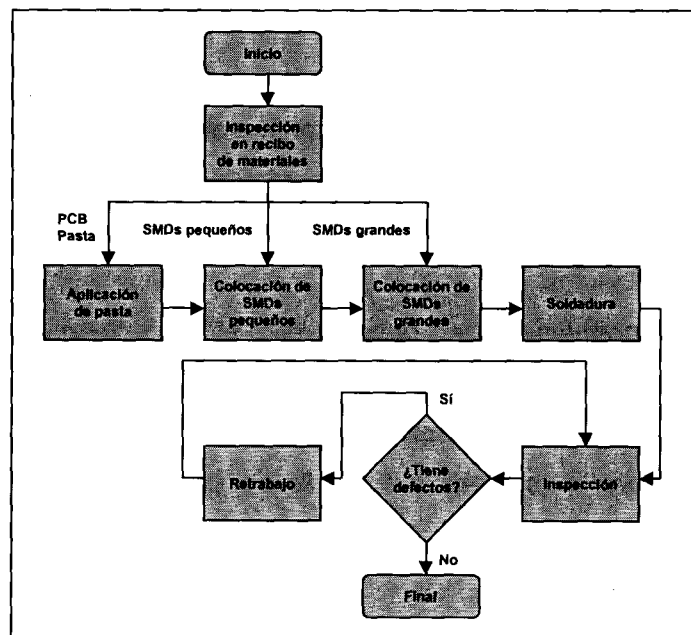 Inicio
Inspección
en recibo
de materiales
PCB
Pasta
SMDs pequeños
SMDs grandes
Aplicación
de pasta
Colocación de
SMDs
pequeños
Colocación de
SMDs
grandes
Soldadura
Sí
Retrabajo
¿Tiene
defectos?
Inspección
No
Final